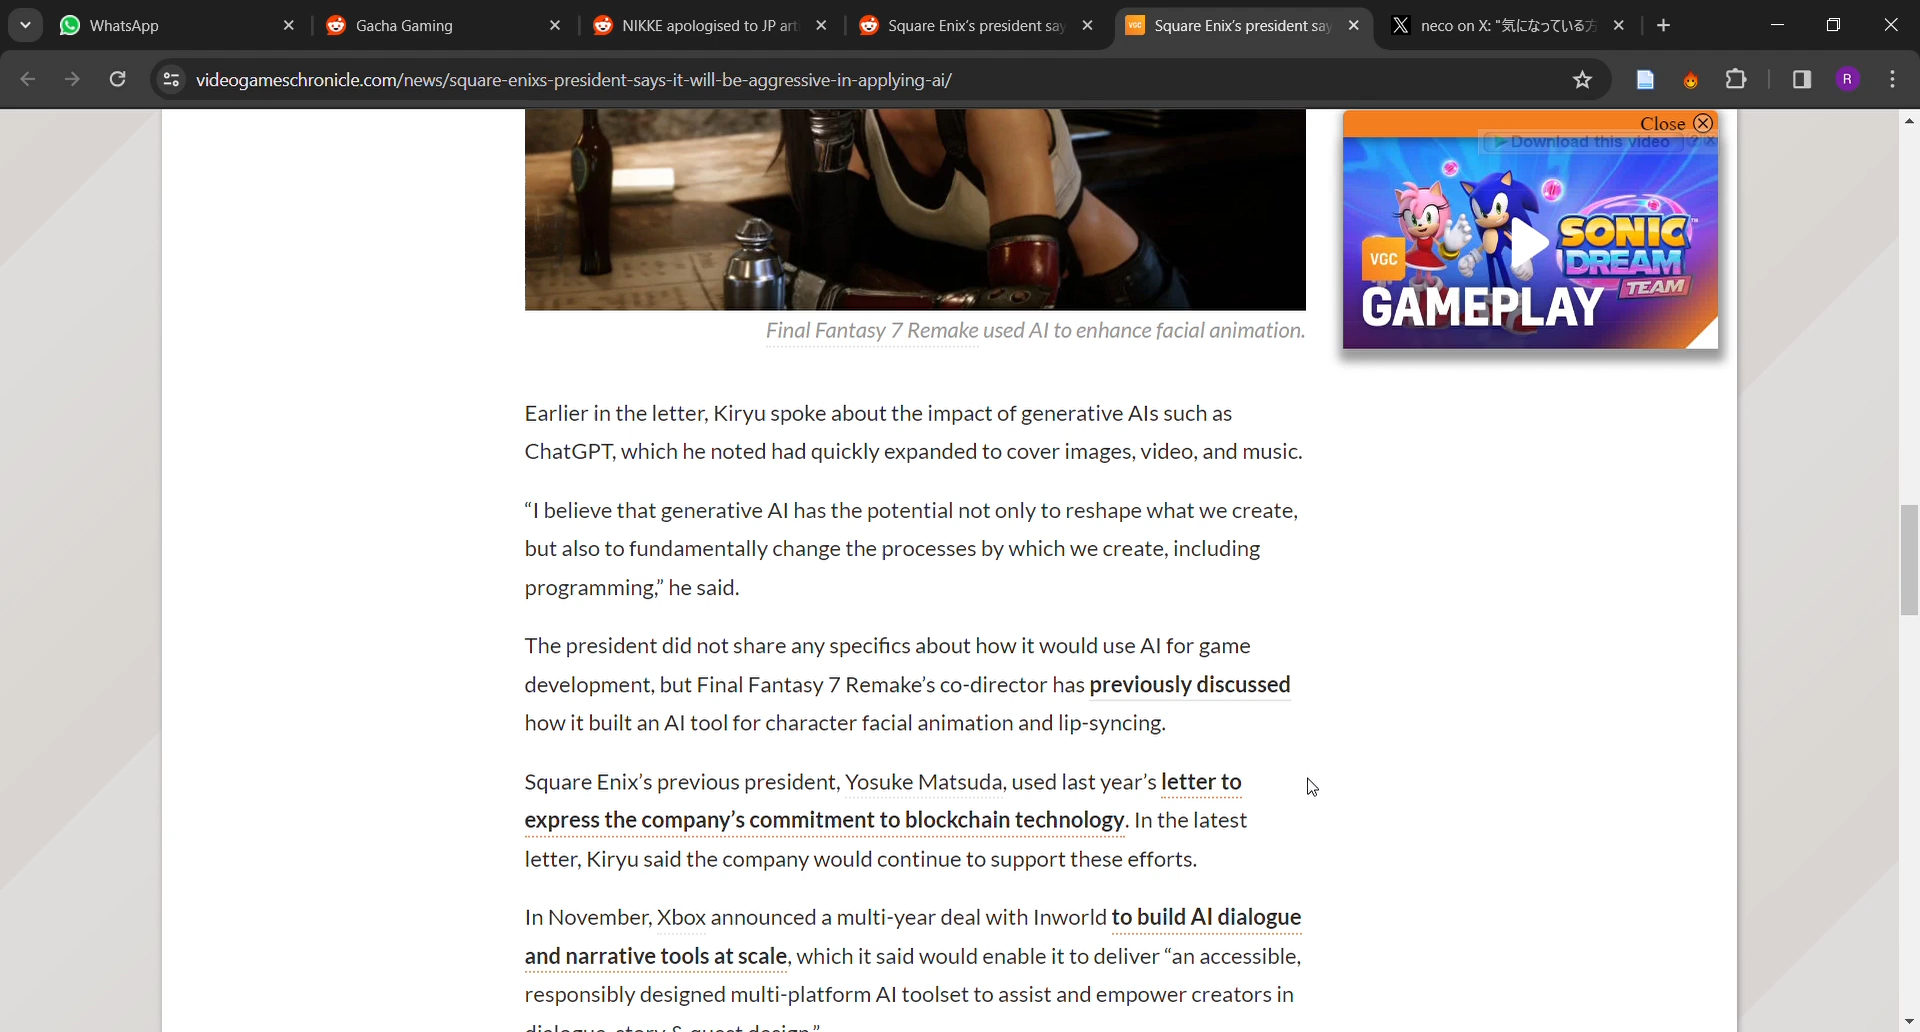 WhatsApp
Gacha Gaming
NIKKE apologised to JP art
Square Enix's president say
Square Enix's president say
neco on X: "気になっている方
videogameschronicle.com/news/square-enixs-president-says-it-will-be-aggressive-in-applying-ai/
R
Close
Download this video ? x
SONIC
DREAM
TEAM
VGC
GAMEPLAY
Final Fantasy 7 Remake used AI to enhance facial animation.
Earlier in the letter, Kiryu spoke about the impact of generative AIs such as
ChatGPT, which he noted had quickly expanded to cover images, video, and music.
“I believe that generative AI has the potential not only to reshape what we create,
but also to fundamentally change the processes by which we create, including
programming,” he said.
The president did not share any specifics about how it would use AI for game
development, but Final Fantasy 7 Remake’s co-director has previously discussed
how it built an AI tool for character facial animation and lip-syncing.
Square Enix’s previous president, Yosuke Matsuda, used last year’s letter to
express the company’s commitment to blockchain technology. In the latest
letter, Kiryu said the company would continue to support these efforts.
In November, Xbox announced a multi-year deal with Inworld to build AI dialogue
and narrative tools at scale, which it said would enable it to deliver “an accessible,
responsibly designed multi-platform AI toolset to assist and empower creators in
dialogue, story & quest design.”